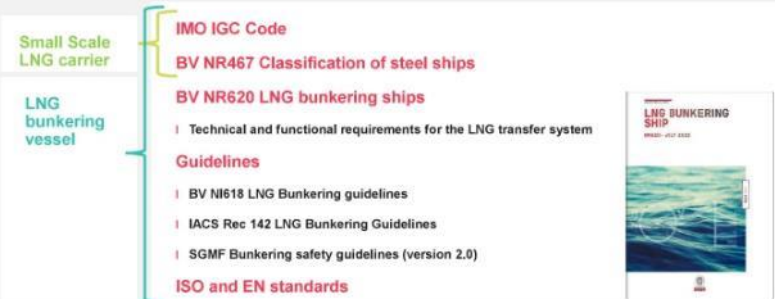 Small Scale
LNG carrier
IMO IGC Code
BV NR467 Classification of steel ships
LNG
bunkering
vessel
BV NR620 LNG bunkering ships
Technical and functional requirements for the LNG transfer system
Guidelines
BV NI618 LNG Bunkering guidelines
IACS Rec 142 LNG Bunkering Guidelines
SGMF Bunkering safety guidelines (version 2.0)
ISO and EN standards
LNG BUNKERING
SHIP